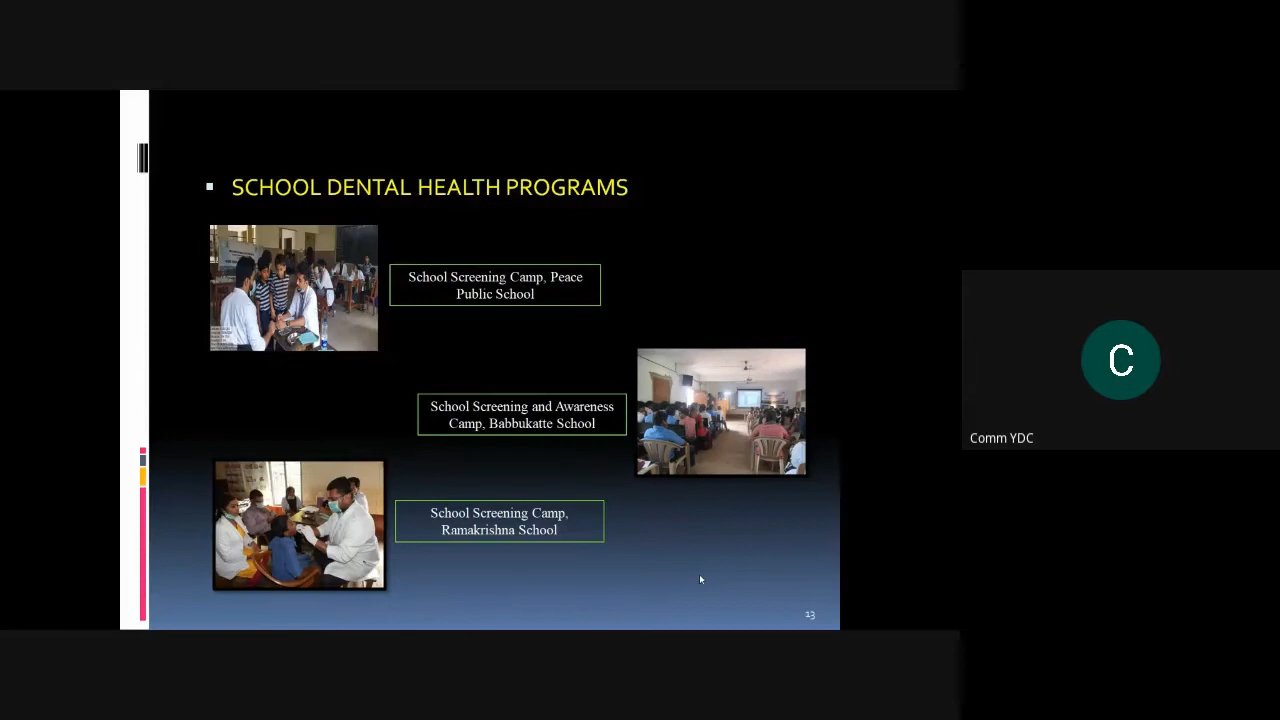 SCHOOL DENTAL HEALTH PROGRAMS
School Screening Camp, Peace
Public School
School Screening and Awareness
Camp, Babbukatte School
School Screening Camp,
Ramakrishna School
13
C
Comm YDC